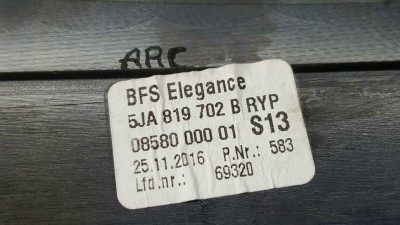 ARC
BFS Elegance
5JA 819 702 B RYP
08580 000 01 S13
25.11.2016 P.Nr.: 583
Lfd.nr.: 69320